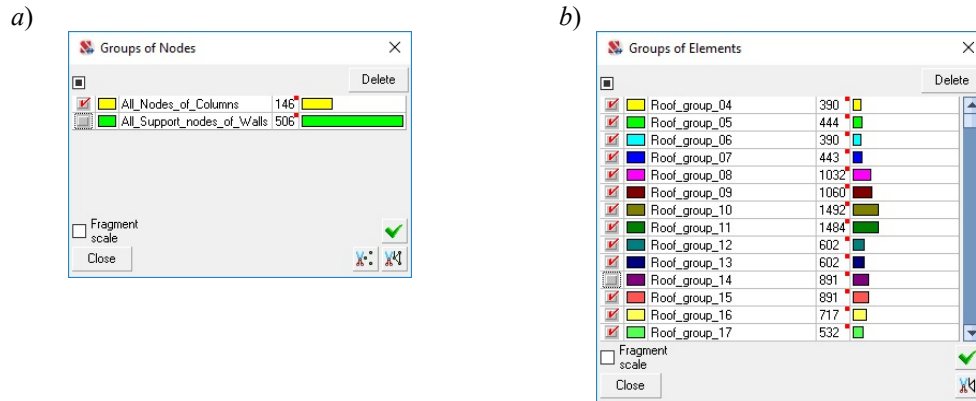 a)
b)
Groups of Nodes
Delete
All_Nodes_of_Columns 146
All_Support_nodes_of_Walls 506
Fragment
scale
Close
Groups of Elements
Delete
Roof_group_04 390
Roof_group_05 444
Roof_group_06 390
Roof_group_07 443
Roof_group_08 1032
Roof_group_09 1060
Roof_group_10 1492
Roof_group_11 1484
Roof_group_12 602
Roof_group_13 602
Roof_group_14 891
Roof_group_15 891
Roof_group_16 717
Roof_group_17 532
Fragment
scale
Close